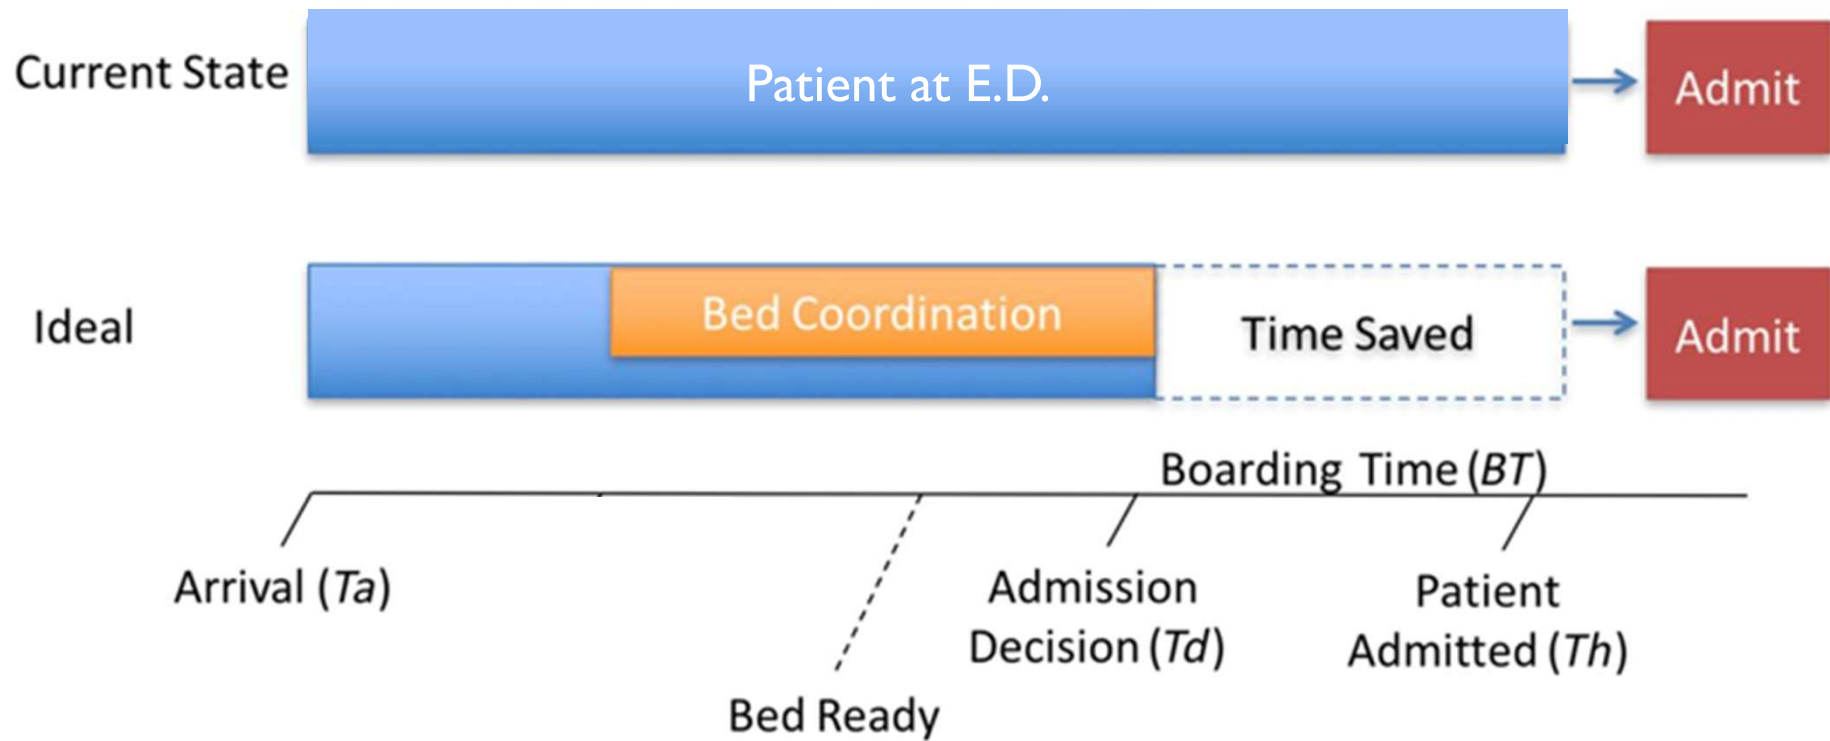 Current State
Patient at E.D.
Admit
Ideal
Bed Coordination
Time Saved
Admit
Boarding Time (BT)
Arrival (Ta)
Bed Ready
Admission
Decision (Td)
Patient
Admitted (Th)